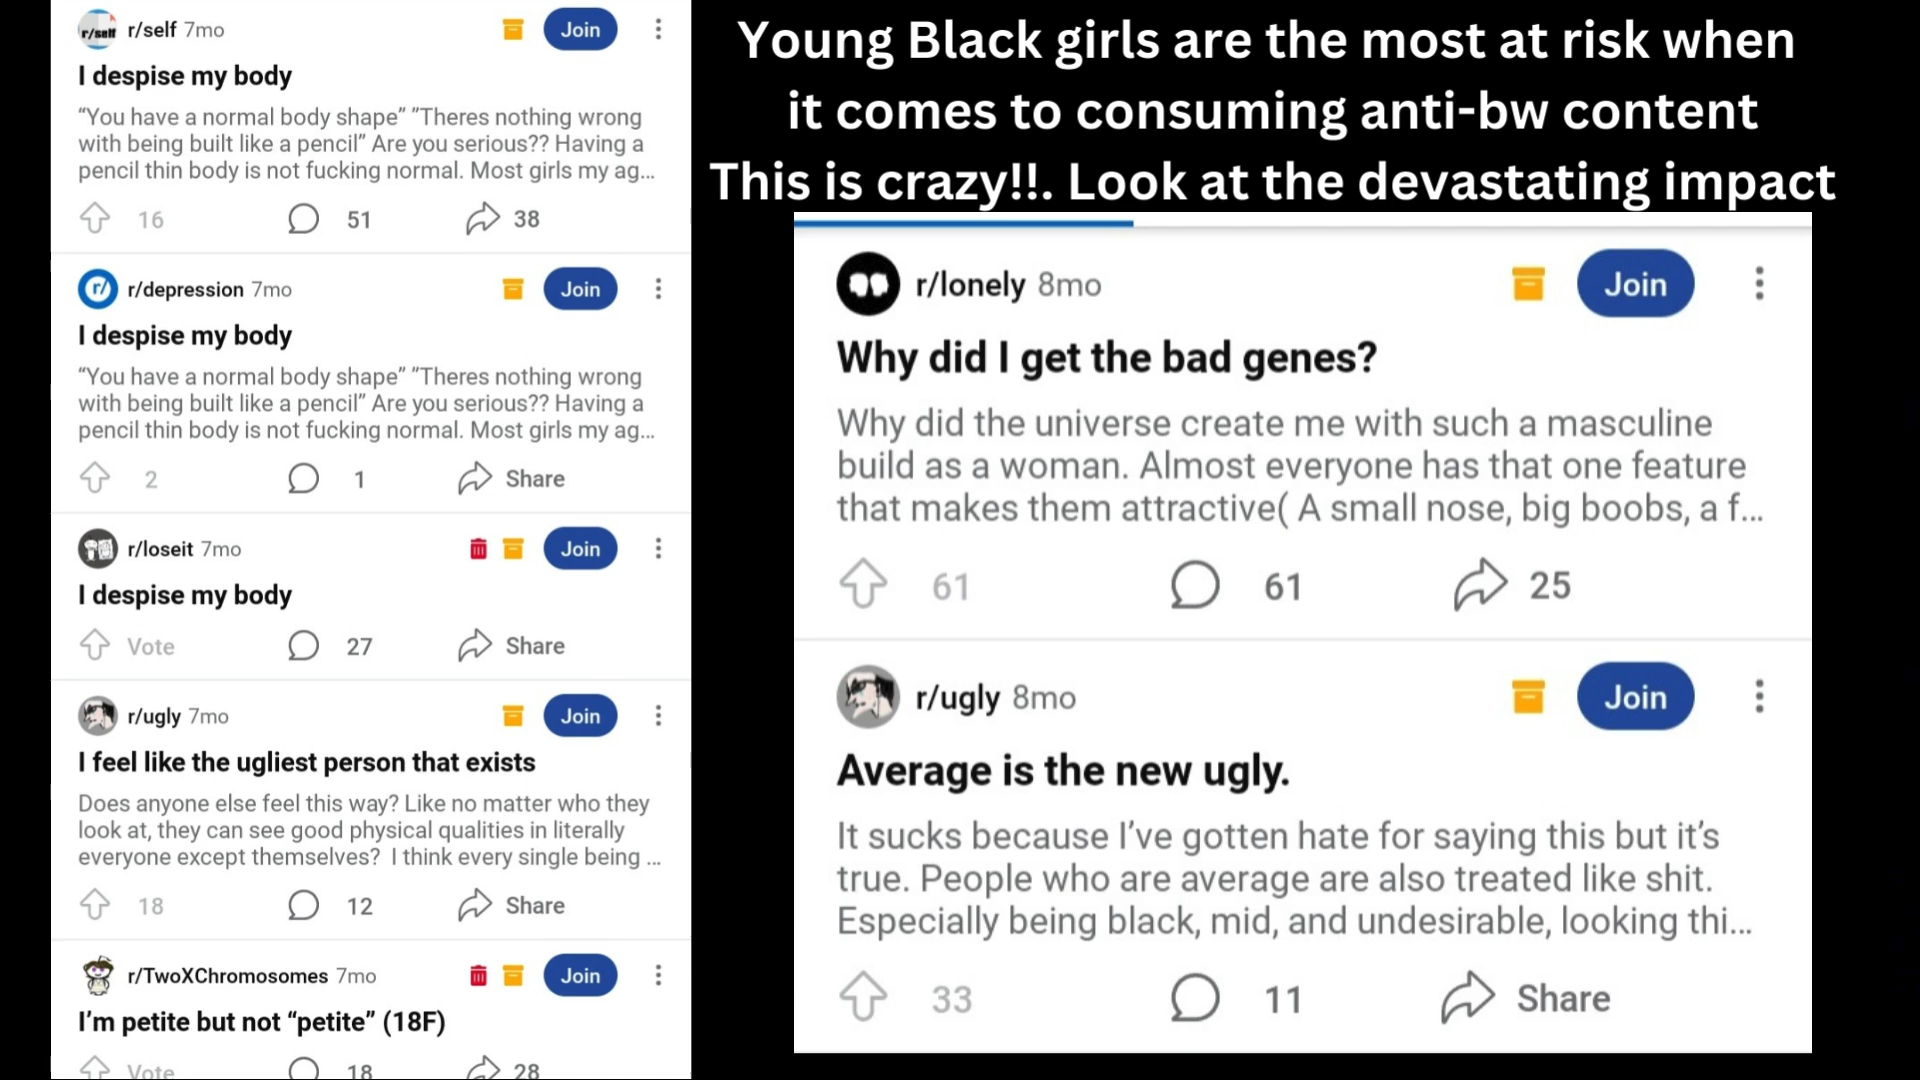 r/self
r/self 7mo
Join
I despise my body
“You have a normal body shape” ”Theres nothing wrong
with being built like a pencil” Are you serious?? Having a
pencil thin body is not fucking normal. Most girls my ag...
16
51
38
r/
r/depression 7mo
Join
I despise my body
“You have a normal body shape” ”Theres nothing wrong
with being built like a pencil” Are you serious?? Having a
pencil thin body is not fucking normal. Most girls my ag...
2
1
Share
r/loseit 7mo
Join
I despise my body
Vote
27
Share
r/ugly 7mo
Join
I feel like the ugliest person that exists
Does anyone else feel this way? Like no matter who they
look at, they can see good physical qualities in literally
everyone except themselves? I think every single being ...
18
12
Share
r/TwoXChromosomes 7mo
Join
I’m petite but not “petite” (18F)
Vote
18
28
Young Black girls are the most at risk when
it comes to consuming anti-bw content
This is crazy!!. Look at the devastating impact
r/lonely 8mo
Join
Why did I get the bad genes?
Why did the universe create me with such a masculine
build as a woman. Almost everyone has that one feature
that makes them attractive( A small nose, big boobs, a f...
61
61
25
r/ugly 8mo
Join
Average is the new ugly.
It sucks because I’ve gotten hate for saying this but it’s
true. People who are average are also treated like shit.
Especially being black, mid, and undesirable, looking thi...
33
11
Share